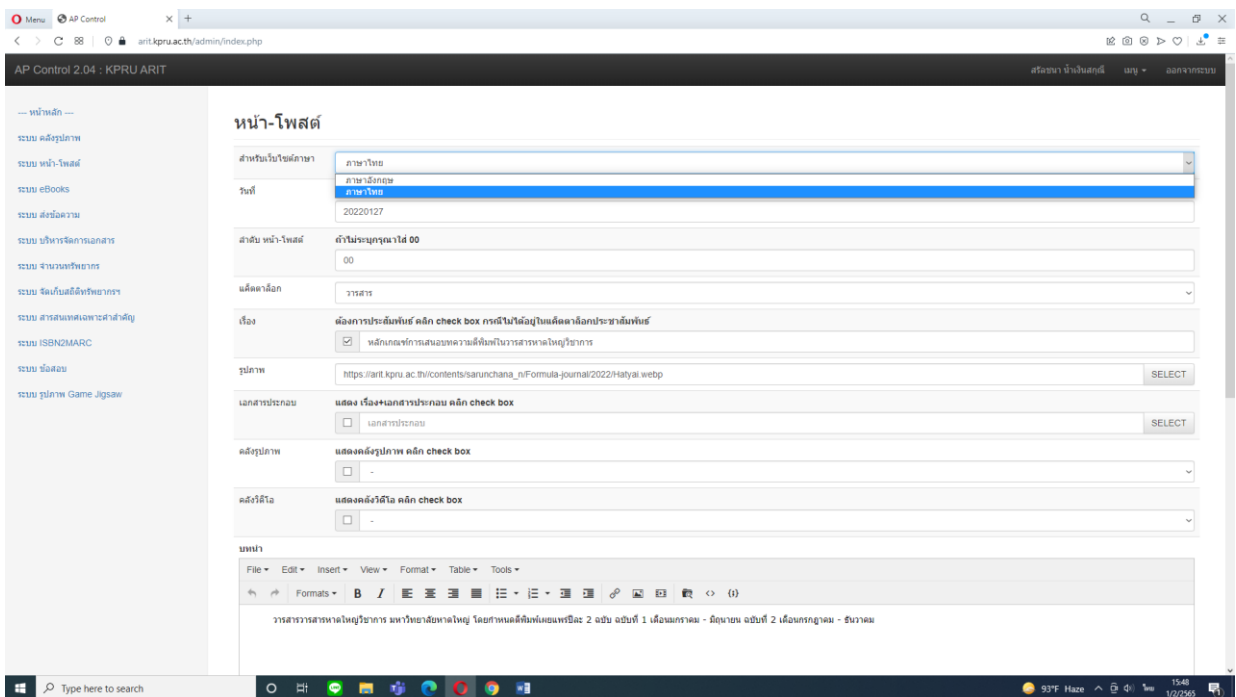 Menu
AP Control
arit.kpru.ac.th/admin/index.php
AP Control 2.04 : KPRU ARIT
สรัลชนา น้ำเงินสกุณี เมนู ออกจากระบบ
--- หน้าหลัก ---
ระบบ คลังรูปภาพ
ระบบ หน้า-โพสต์
ระบบ eBooks
ระบบ ส่งข้อความ
ระบบ บริหารจัดการเอกสาร
ระบบ จำนวนทรัพยากร
ระบบ จัดเก็บสถิติทรัพยากรฯ
ระบบ สารสนเทศเฉพาะคำสำคัญ
ระบบ ISBN2MARC
ระบบ ข้อสอบ
ระบบ รูปภาพ Game Jigsaw
หน้า-โพสต์
สำหรับเว็บไซต์ภาษา
ภาษาไทย
ภาษาอังกฤษ
ภาษาไทย
วันที่
20220127
ลำดับ หน้า-โพสต์ ถ้าไม่ระบุกรุณาใส่ 00
00
แค็ตตาล็อก
วารสาร
เรื่อง ต้องการประสัมพันธ์ คลิก check box กรณีไม่ได้อยู่ในแค็ตตาล็อกประชาสัมพันธ์
หลักเกณฑ์การเสนอบทความตีพิมพ์ในวารสารหาดใหญ่วิชาการ
รูปภาพ
https://arit.kpru.ac.th//contents/sarunchana_n/Formula-journal/2022/Hatyai.webp SELECT
เอกสารประกอบ แสดง เรื่อง+เอกสารประกอบ คลิก check box
เอกสารประกอบ SELECT
คลังรูปภาพ แสดงคลังรูปภาพ คลิก check box
-
คลังวิดีโอ แสดงคลังวิดีโอ คลิก check box
-
บทนำ
File Edit Insert View Format Table Tools
Formats B I
วารสารวารสารหาดใหญ่วิชาการ มหาวิทยาลัยหาดใหญ่ โดยกำหนดตีพิมพ์เผยแพร่ปีละ 2 ฉบับ ฉบับที่ 1 เดือนมกราคม - มิถุนายน ฉบับที่ 2 เดือนกรกฎาคม - ธันวาคม
Type here to search
93°F Haze
ไทย
15:48
1/2/2565